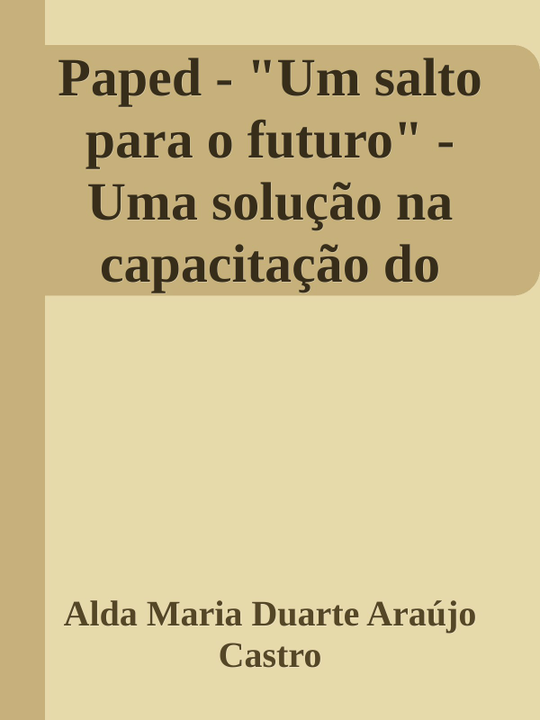 Paped - "Um salto
para o futuro" -
Uma solução na
capacitação do
Alda Maria Duarte Araújo
Castro